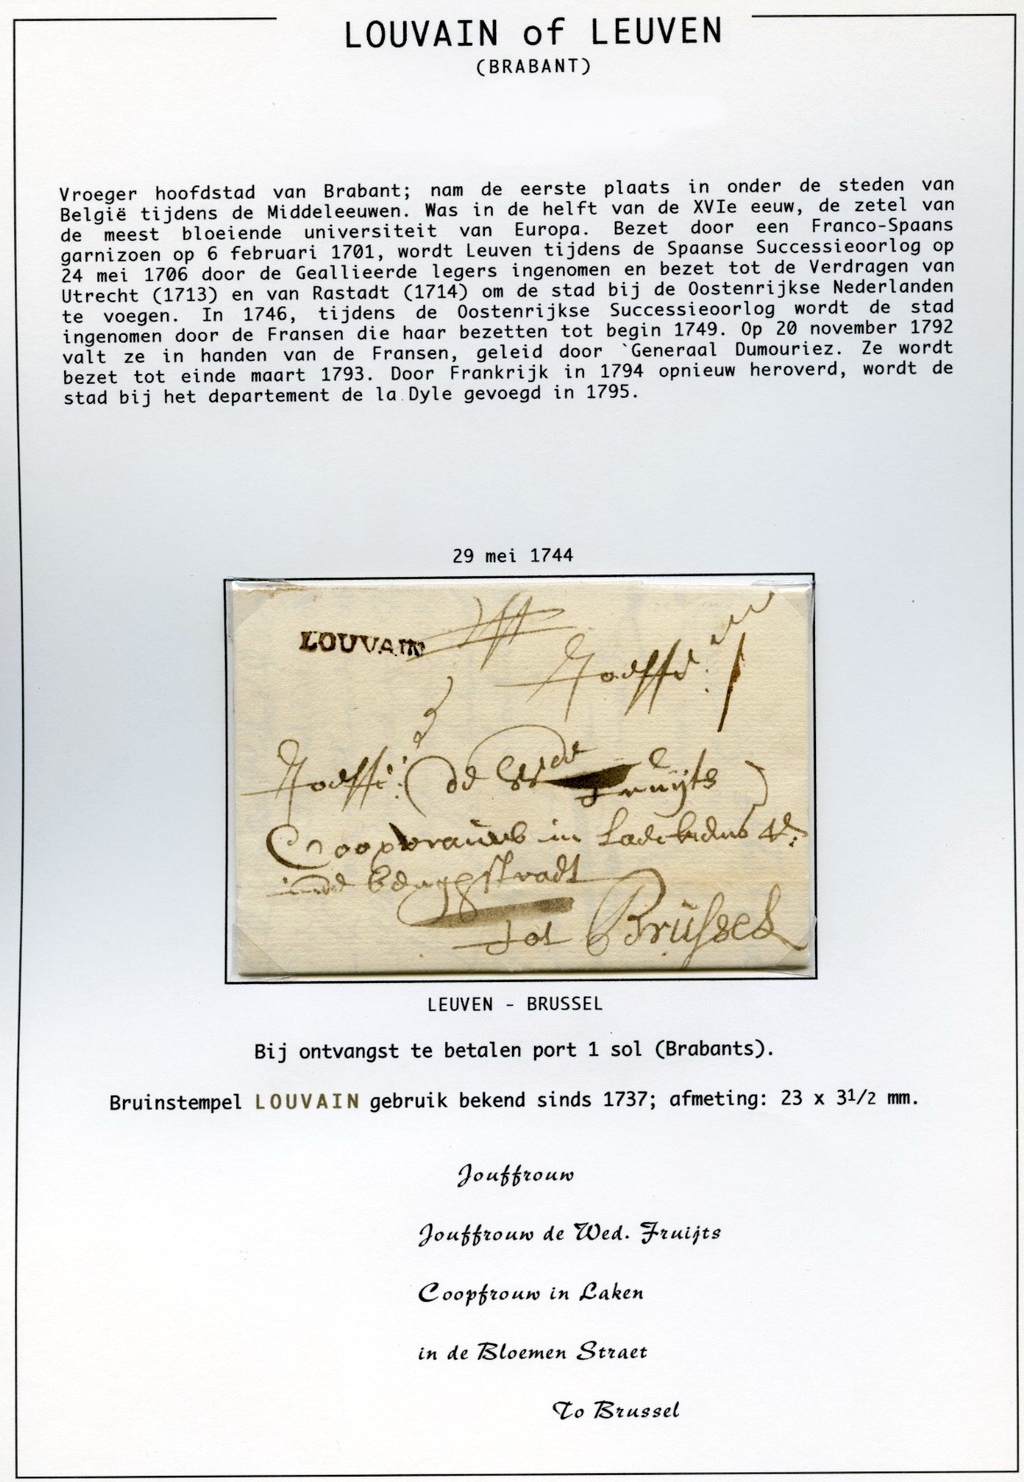 LOUVAIN of LEUVEN
(BRABANT)
Vroeger hoofdstad van Brabant; nam de eerste plaats in onder de steden van
België tijdens de Middeleeuwen. Was in de helft van de XVIe eeuw, de zetel van
de meest bloeiende universiteit van Europa. Bezet door een Franco-Spaans
garnizoen op 6 februari 1701, wordt Leuven tijdens de Spaanse Successieoorlog op
24 mei 1706 door de Geallieerde legers ingenomen en bezet tot de Verdragen van
Utrecht (1713) en van Rastadt (1714) om de stad bij de Oostenrijkse Nederlanden
te voegen. In 1746, tijdens de Oostenrijkse Successieoorlog wordt de stad
ingenomen door de Fransen die haar bezetten tot begin 1749. Op 20 november 1792
valt ze in handen van de Fransen, geleid door `Generaal Dumouriez. Ze wordt
bezet tot einde maart 1793. Door Frankrijk in 1794 opnieuw heroverd, wordt de
stad bij het departement de la Dyle gevoegd in 1795.
29 mei 1744
LOUVAIN
Joeffr:
Joeffr: de Wede Fruijts
in
tot Brüssel
LEUVEN - BRUSSEL
Bij ontvangst te betalen port 1 sol (Brabants).
Bruinstempel LOUVAIN gebruik bekend sinds 1737; afmeting: 23 x 31/2 mm.
Jouffrouw
Jouffrouw de Wed. Fruijts
Coopfrouw in Laken
in de Bloemen Straet
To Brussel